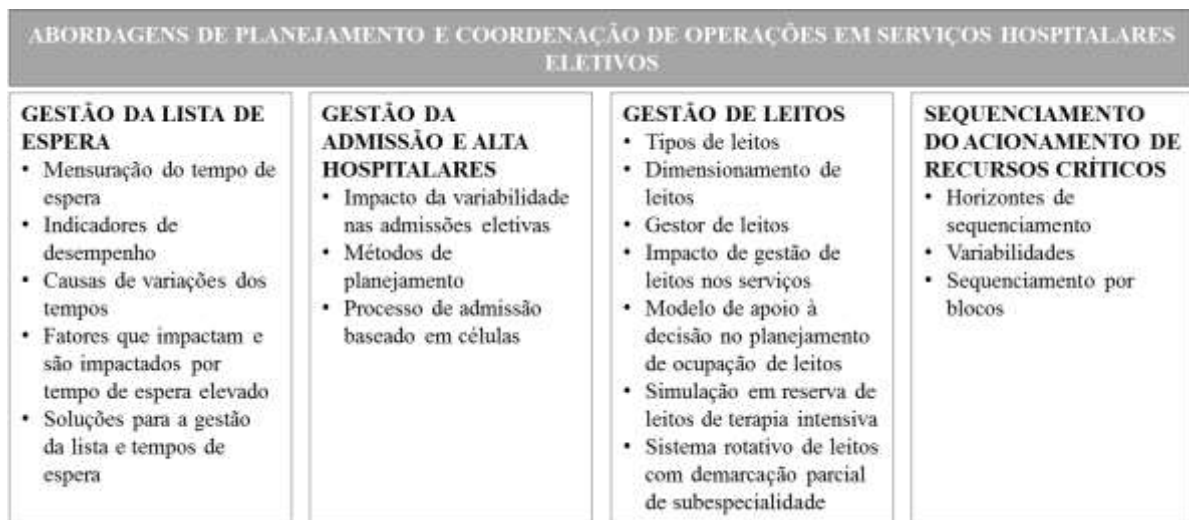 ABORDAGENS DE PLANEJAMENTO E COORDENAÇÃO DE OPERAÇÕES EM SERVIÇOS HOSPITALARES
ELETIVOS
GESTÃO DA LISTA DE
ESPERA
• Mensuração do tempo de
espera
• Indicadores de
desempenho
• Causas de variações dos
tempos
• Fatores que impactam e
são impactados por
tempo de espera elevado
• Soluções para a gestão
da lista e tempos de
espera
GESTÃO DA
ADMISSÃO E ALTA
HOSPITALARES
• Impacto da variabilidade
nas admissões eletivas
• Métodos de
planejamento
• Processo de admissão
baseado em células
GESTÃO DE LEITOS
• Tipos de leitos
• Dimensionamento de
leitos
• Gestor de leitos
• Impacto de gestão de
leitos nos serviços
• Modelo de apoio à
decisão no planejamento
de ocupação de leitos
• Simulação em reserva de
leitos de terapia intensiva
• Sistema rotativo de leitos
com demarcação parcial
de subespecialidade
SEQUENCIAMENTO
DO ACIONAMENTO DE
RECURSOS CRÍTICOS
• Horizontes de
sequenciamento
• Variabilidades
• Sequenciamento por
blocos